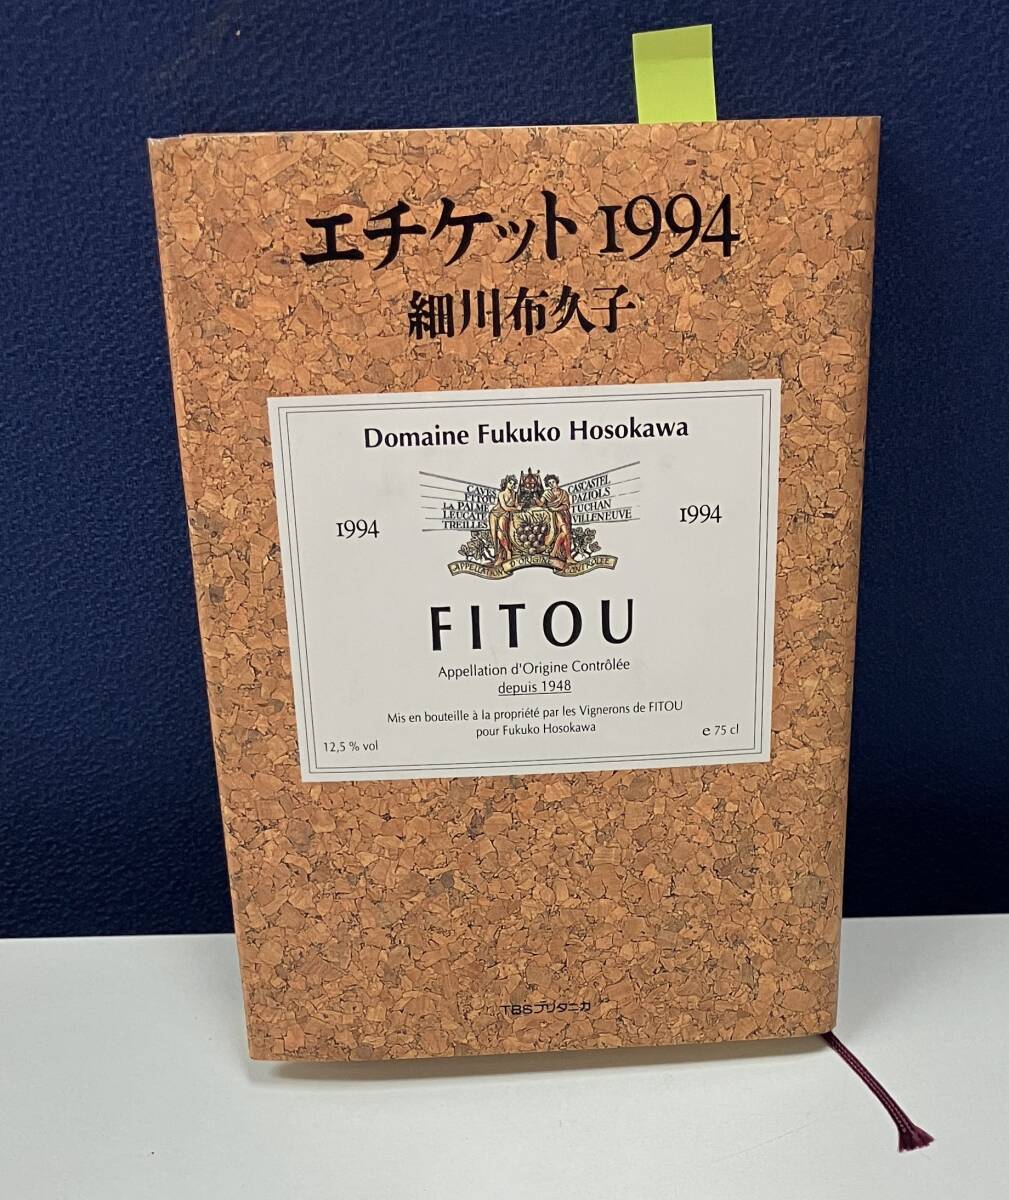 エチケット1994
細川布久子
Domaine Fukuko Hosokawa
CAVES
FITOU
LA PALME
LEUCATE
TREILLES
CASCASTEL
PAZIOLS
TUCHAN
VILLENEUVE
1994
1994
APPELLATION D'ORIGINE CONTRÔLÉE
FITOU
Appellation d'Origine Contrôlée
depuis 1948
Mis en bouteille à la propriété par les Vignerons de FITOU
pour Fukuko Hosokawa
12,5 % vol
e 75 cl
TBSブリタニカ